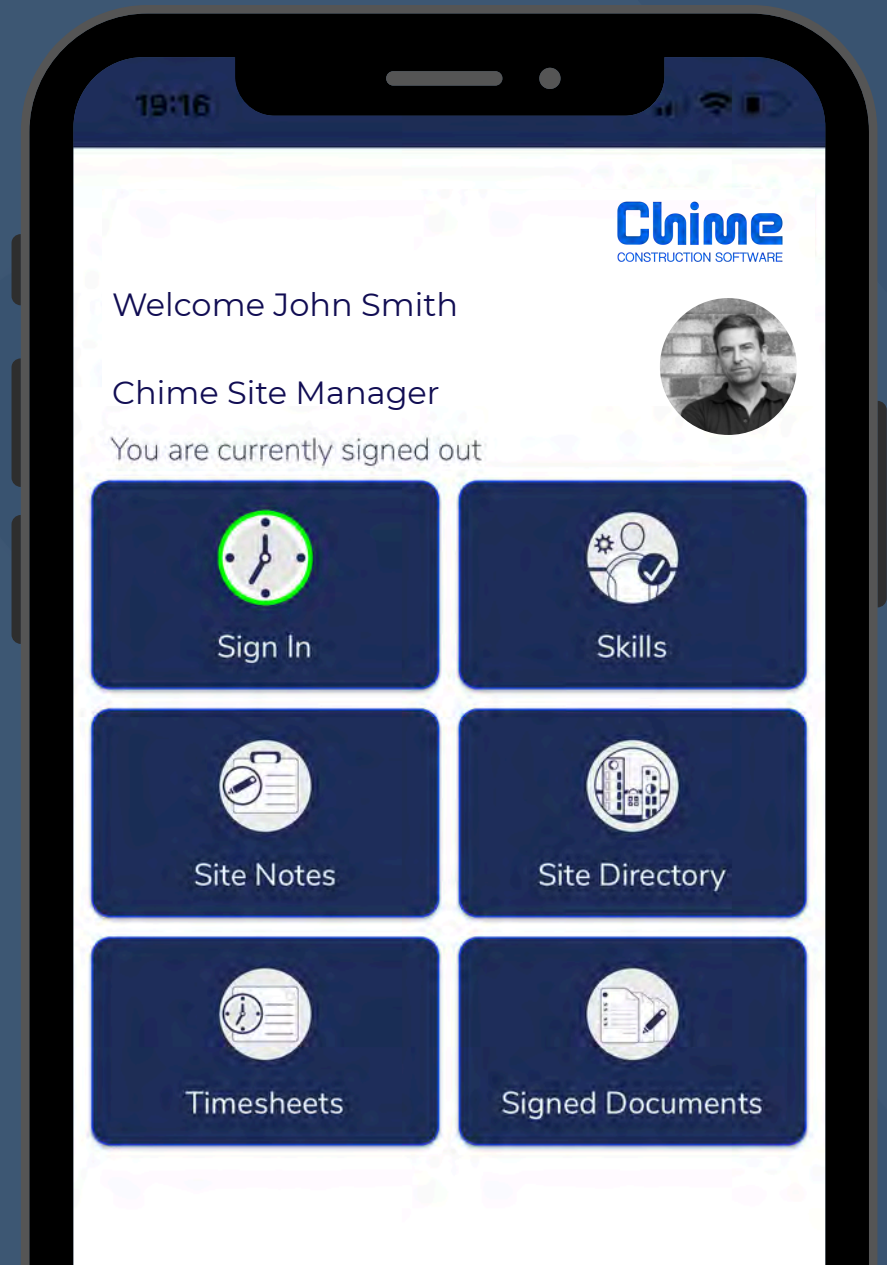 19:16
Chime
CONSTRUCTION SOFTWARE
Welcome John Smith
Chime Site Manager
You are currently signed out
Sign In
Skills
Site Notes
Site Directory
Timesheets
Signed Documents